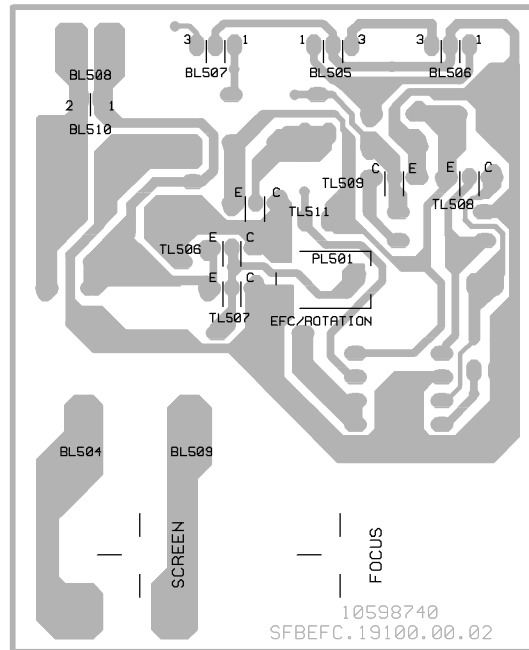 3 1 1 3 3 1
BL508 BL507 BL505 BL506
2 1
BL510
E C E C
TL509 TL508
E C
TL511
E C
TL506 PL501
E C
TL507 EFC/ROTATION
BL504 BL509
SCREEN
FOCUS
10598740
SFBEFC.19100.00.02